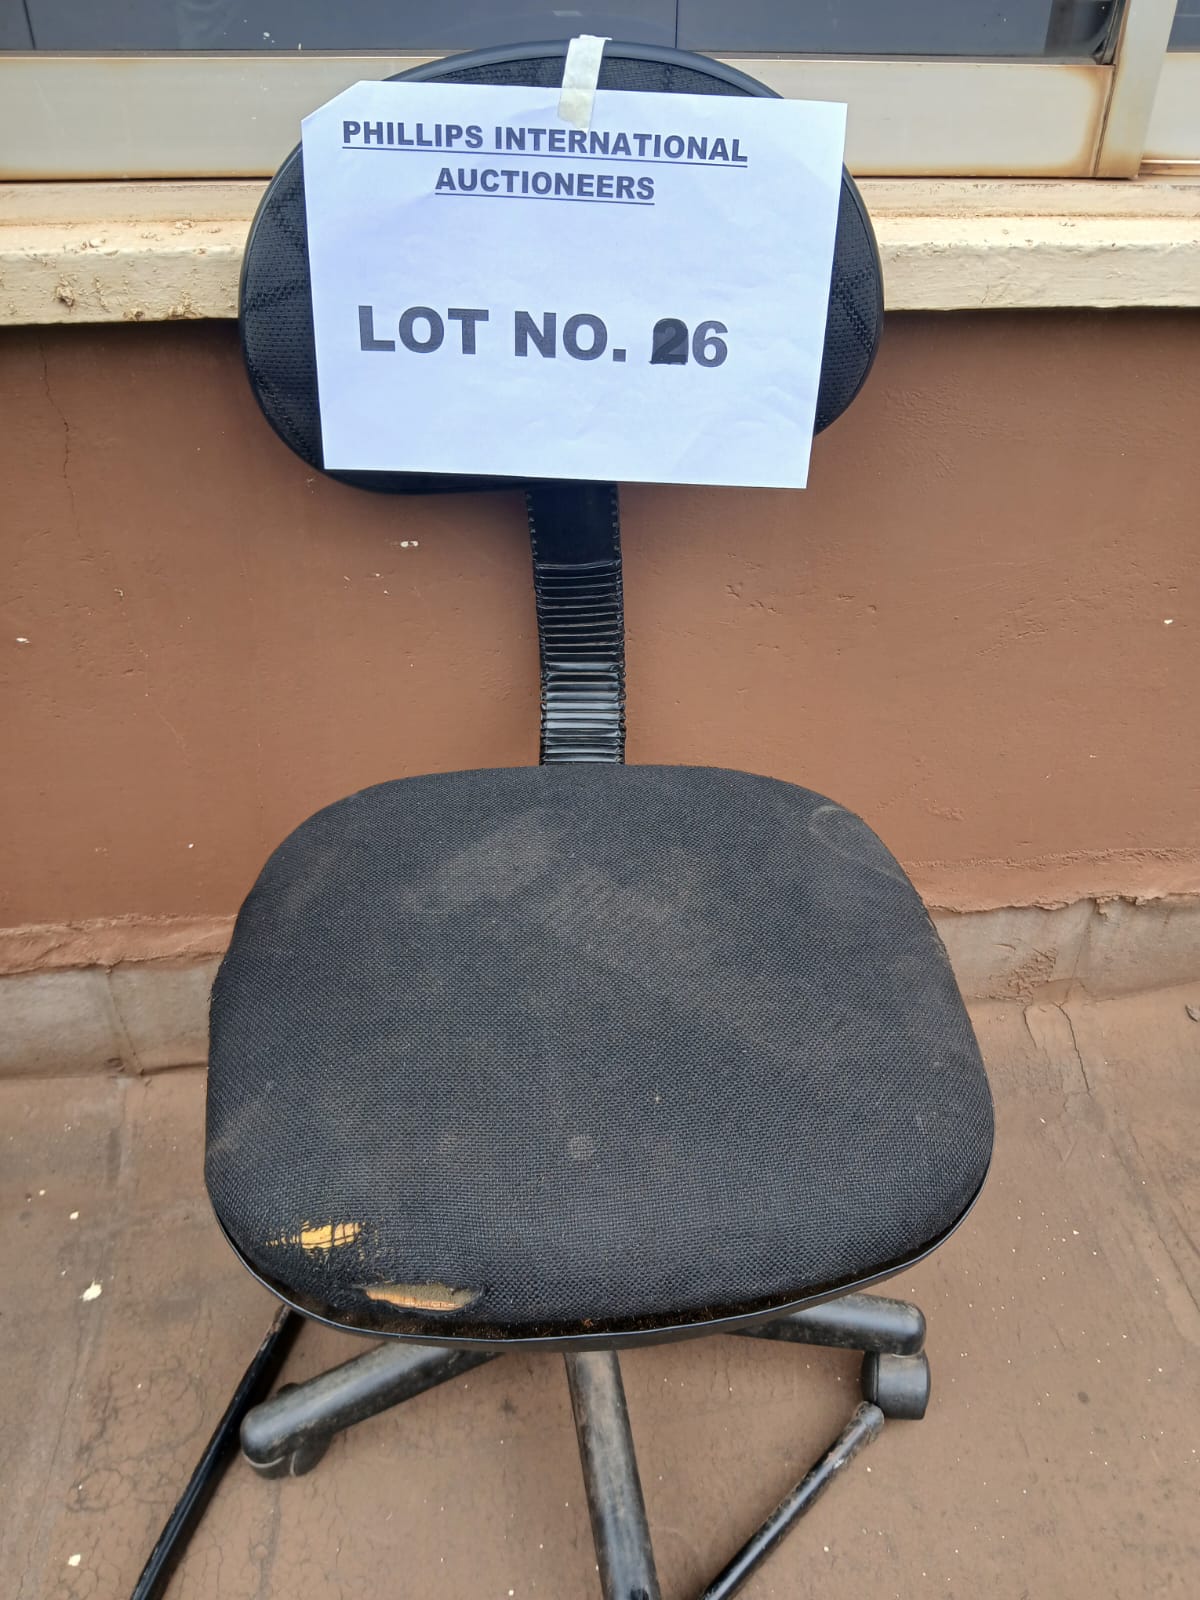 PHILLIPS INTERNATIONAL
AUCTIONEERS
LOT NO. 26